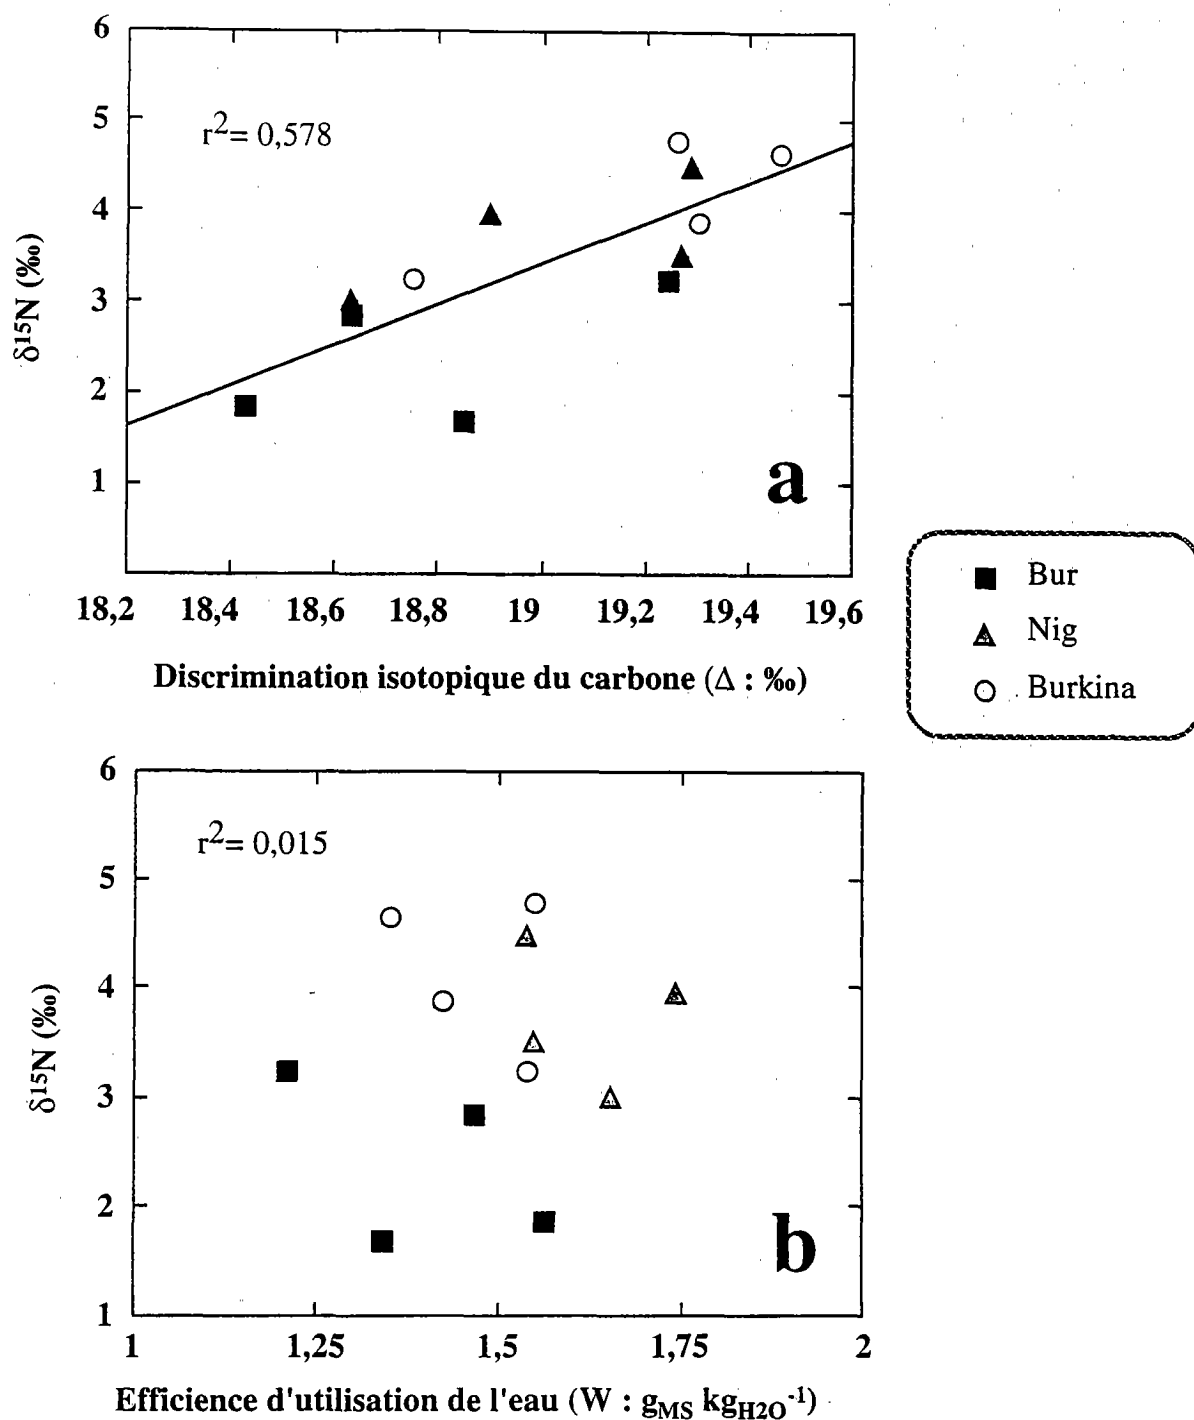 6
5
4
3
2
1
r²= 0,578
δ¹⁵N (‰)
a
18,2 18,4 18,6 18,8 19 19,2 19,4 19,6
Discrimination isotopique du carbone (Δ : ‰)
Bur
Nig
Burkina
6
5
4
3
2
1
r²= 0,015
δ¹⁵N (‰)
b
1 1,25 1,5 1,75 2
Efficience d'utilisation de l'eau (W : gMS kgH2O⁻¹)